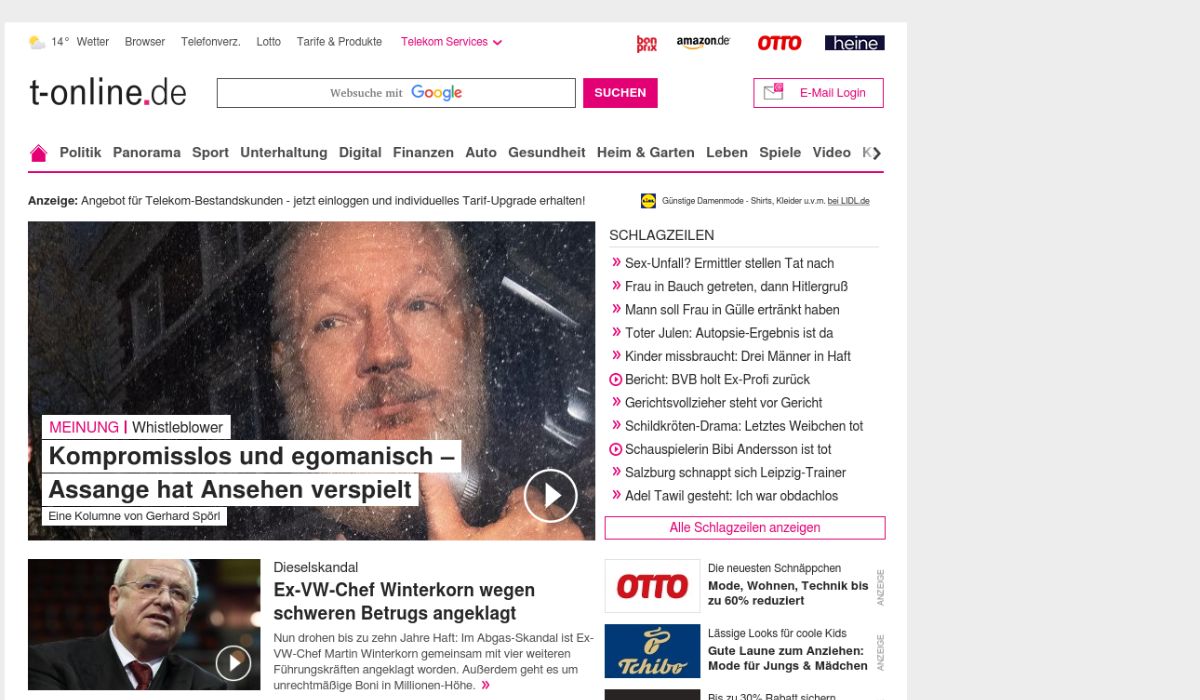 14° Wetter Browser Telefonverz. Lotto Tarife & Produkte Telekom Services
bon prix amazon.de OTTO heine
t-online.de
Websuche mit Google
SUCHEN
E-Mail Login
Politik Panorama Sport Unterhaltung Digital Finanzen Auto Gesundheit Heim & Garten Leben Spiele Video K
Anzeige: Angebot für Telekom-Bestandskunden - jetzt einloggen und individuelles Tarif-Upgrade erhalten!
Günstige Damenmode - Shirts, Kleider u.v.m. bei LIDL.de
MEINUNG | Whistleblower
Kompromisslos und egomanisch –
Assange hat Ansehen verspielt
Eine Kolumne von Gerhard Spörl
SCHLAGZEILEN
Sex-Unfall? Ermittler stellen Tat nach
Frau in Bauch getreten, dann Hitlergruß
Mann soll Frau in Gülle ertränkt haben
Toter Julen: Autopsie-Ergebnis ist da
Kinder missbraucht: Drei Männer in Haft
Bericht: BVB holt Ex-Profi zurück
Gerichtsvollzieher steht vor Gericht
Schildkröten-Drama: Letztes Weibchen tot
Schauspielerin Bibi Andersson ist tot
Salzburg schnappt sich Leipzig-Trainer
Adel Tawil gesteht: Ich war obdachlos
Alle Schlagzeilen anzeigen
Dieselskandal
Ex-VW-Chef Winterkorn wegen
schweren Betrugs angeklagt
Nun drohen bis zu zehn Jahre Haft: Im Abgas-Skandal ist Ex-
VW-Chef Martin Winterkorn gemeinsam mit vier weiteren
Führungskräften angeklagt worden. Außerdem geht es um
unrechtmäßige Boni in Millionen-Höhe.
OTTO
Die neuesten Schnäppchen
Mode, Wohnen, Technik bis
zu 60% reduziert
ANZEIGE
Tchibo
Lässige Looks für coole Kids
Gute Laune zum Anziehen:
Mode für Jungs & Mädchen
ANZEIGE
Bis zu 30% Rabatt sichern